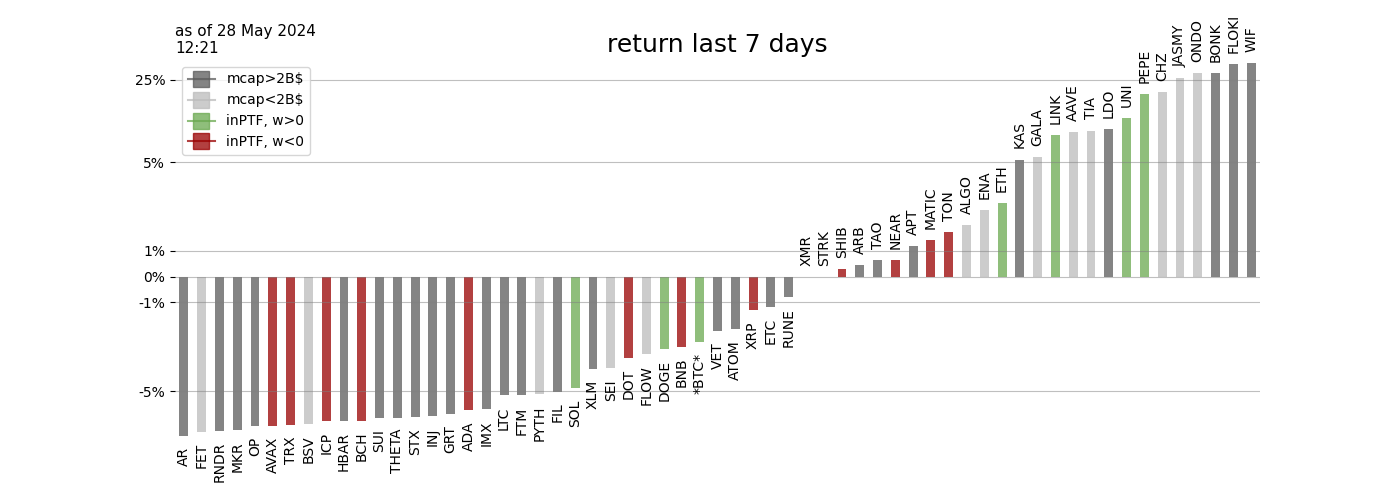 as of 28 May 2024
12:21
return last 7 days
mcap>2B$
mcap<2B$
inPTF, w>0
inPTF, w<0
25%
5%
1%
0%
-1%
-5%
AR
FET
RNDR
MKR
OP
AVAX
TRX
BSV
ICP
HBAR
BCH
SUI
THETA
STX
INJ
GRT
ADA
IMX
LTC
FTM
PYTH
FIL
SOL
XLM
SEI
DOT
FLOW
DOGE
BNB
*BTC*
VET
ATOM
XRP
ETC
RUNE
XMR
STRK
SHIB
ARB
TAO
NEAR
APT
MATIC
TON
ALGO
ENA
ETH
KAS
GALA
LINK
AAVE
TIA
LDO
UNI
PEPE
CHZ
JASMY
ONDO
BONK
FLOKI
WIF